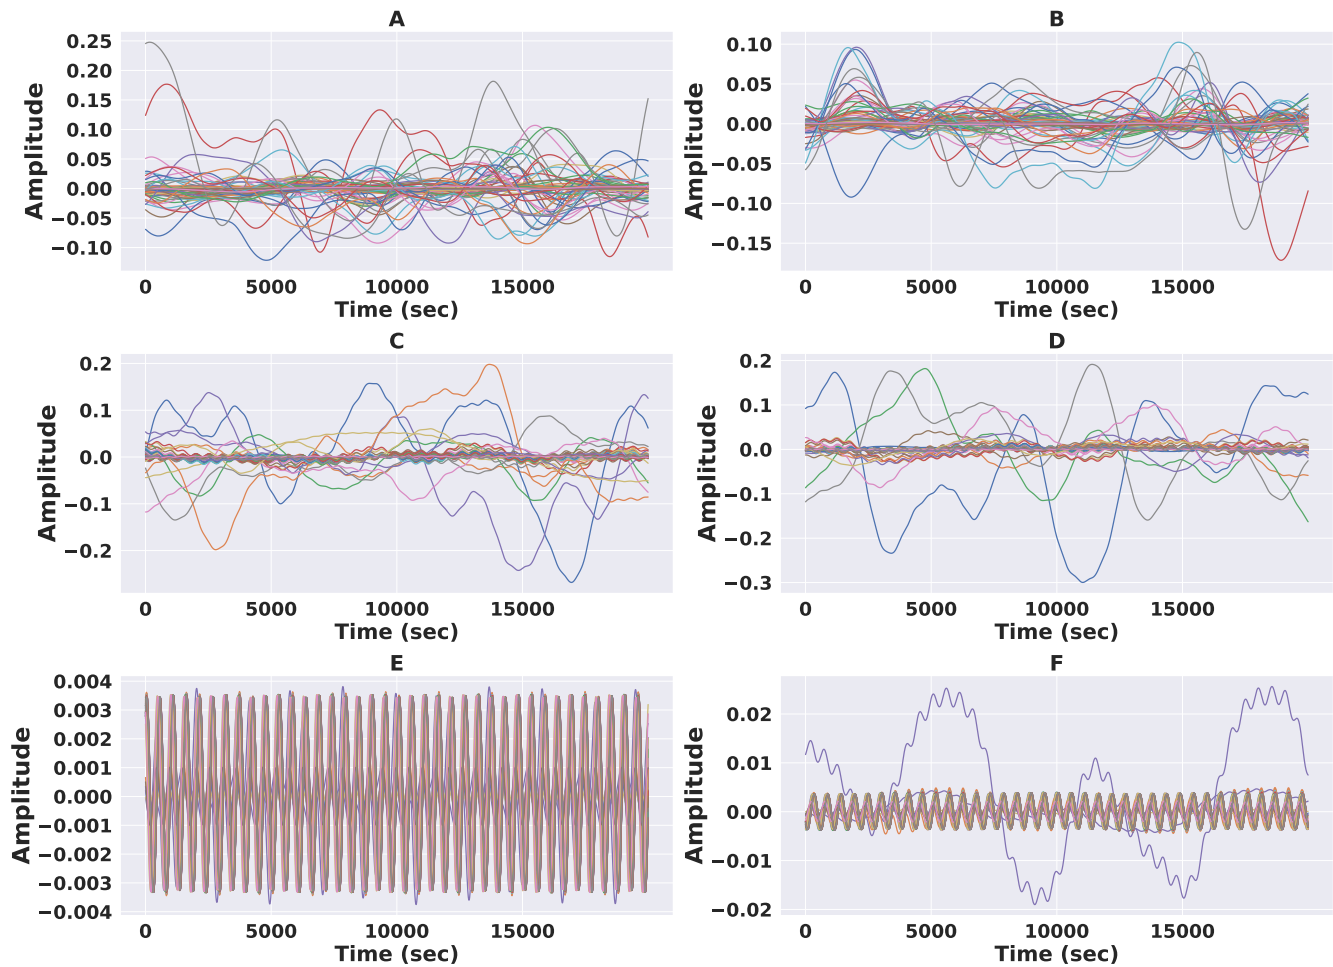 A
Amplitude
0.25
0.20
0.15
0.10
0.05
0.00
−0.05
−0.10
0 5000 10000 15000
Time (sec)
B
Amplitude
0.10
0.05
0.00
−0.05
−0.10
−0.15
0 5000 10000 15000
Time (sec)
C
Amplitude
0.2
0.1
0.0
−0.1
−0.2
0 5000 10000 15000
Time (sec)
D
Amplitude
0.2
0.1
0.0
−0.1
−0.2
−0.3
0 5000 10000 15000
Time (sec)
E
Amplitude
0.004
0.003
0.002
0.001
0.000
−0.001
−0.002
−0.003
−0.004
0 5000 10000 15000
Time (sec)
F
Amplitude
0.02
0.01
0.00
−0.01
−0.02
0 5000 10000 15000
Time (sec)